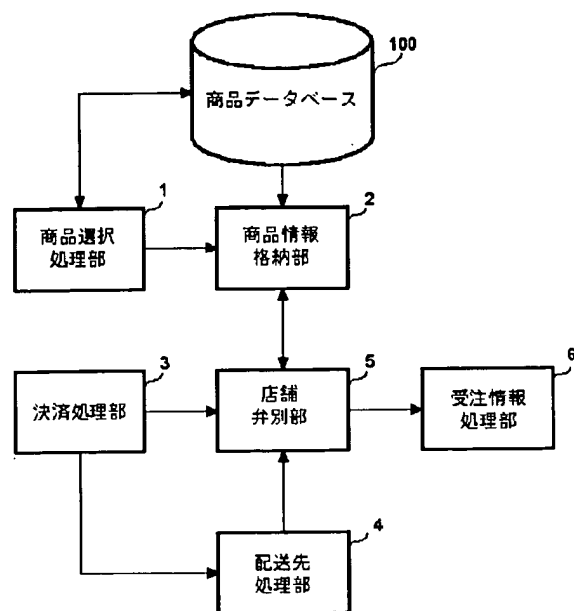 100
商品データベース
1
商品選択
処理部
2
商品情報
格納部
3
決済処理部
5
店舗
弁別部
6
受注情報
処理部
4
配送先
処理部